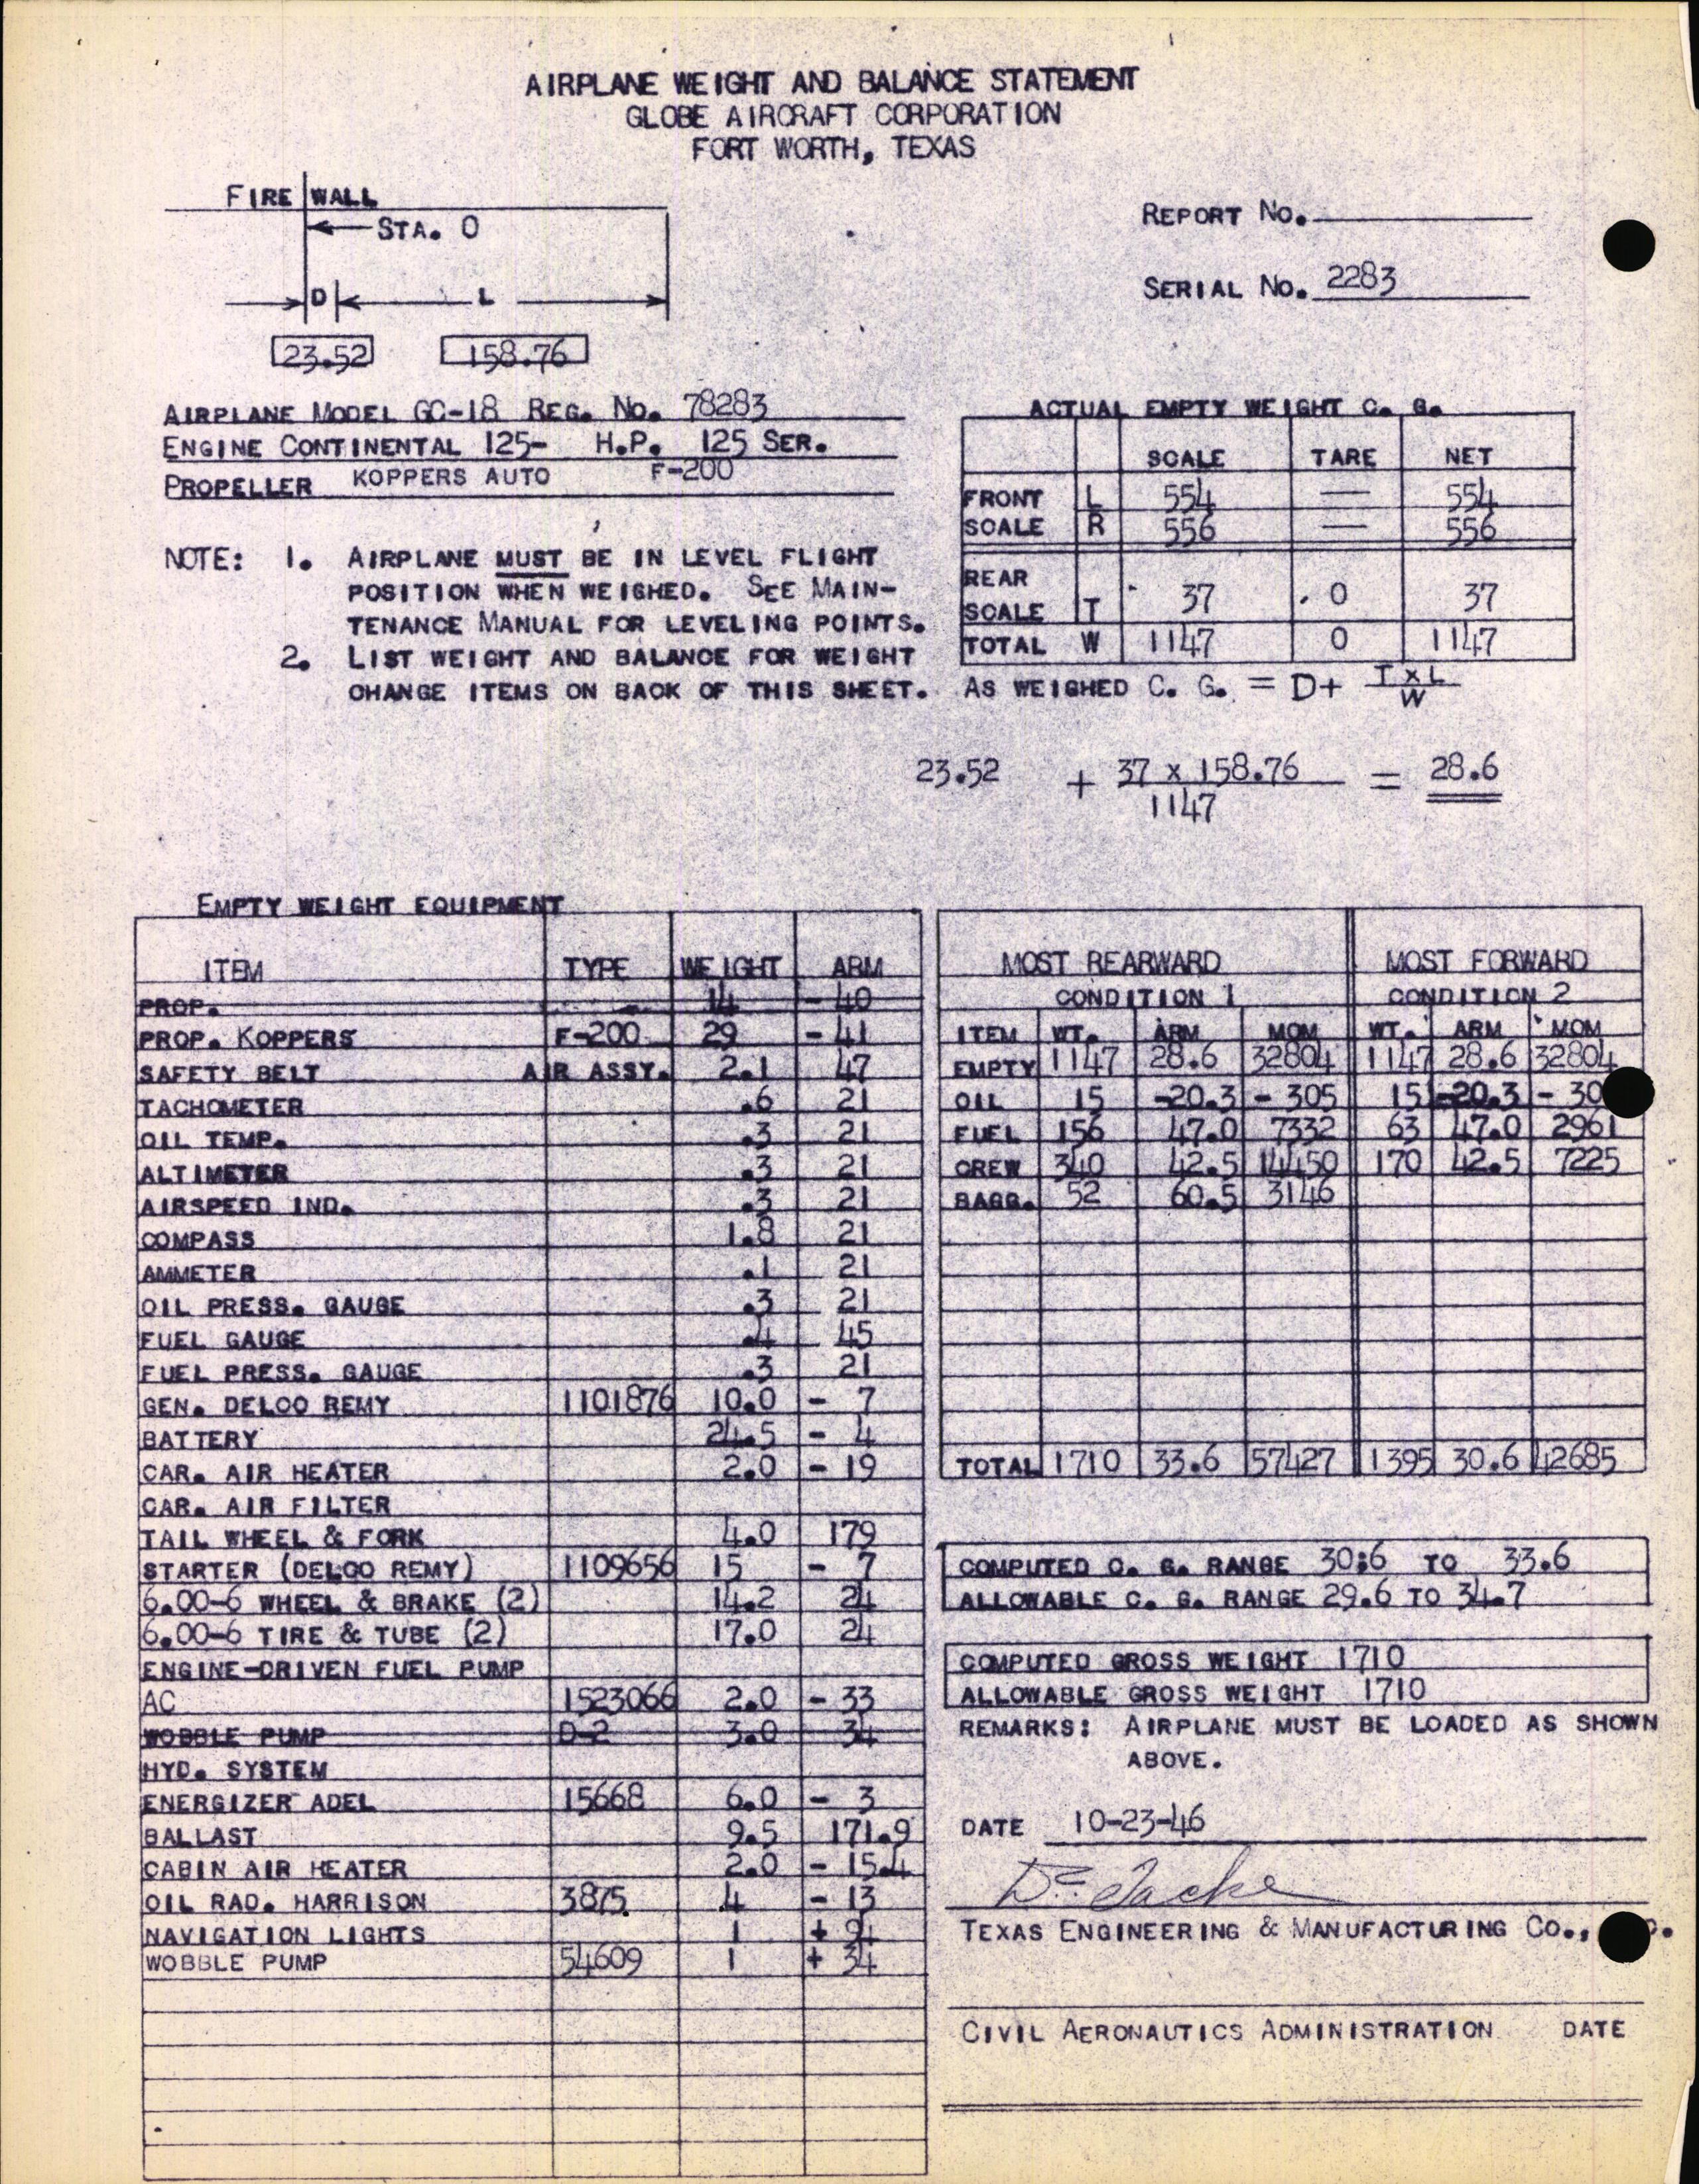 AIRPLANE WEIGHT AND BALANCE STATEMENT
GLOBE AIRCRAFT CORPORATION
FORT WORTH, TEXAS
FIRE WALL
STA. 0
D L
23.52 158.76
REPORT NO.
SERIAL NO. 2283
AIRPLANE MODEL GC-1B REG. NO. 78283
ENGINE CONTINENTAL 125- H.P. 125 SER.
PROPELLER KOPPERS AUTO F-200
NOTE: 1. AIRPLANE MUST BE IN LEVEL FLIGHT
POSITION WHEN WEIGHED. SEE MAIN-
TENANCE MANUAL FOR LEVELING POINTS.
2. LIST WEIGHT AND BALANCE FOR WEIGHT
CHANGE ITEMS ON BACK OF THIS SHEET.
ACTUAL EMPTY WEIGHT C. G.
SCALE TARE NET
FRONT L 554 — 554
SCALE R 556 — 556
REAR
SCALE T 37 . 0 37
TOTAL W 1147 0 1147
AS WEIGHED C. G. = D+ T x L
W
23.52 + 37 x 158.76 = 28.6
1147
EMPTY WEIGHT EQUIPMENT
ITEM TYPE WEIGHT ARM
PROP. 14 - 40
PROP. KOPPERS F-200 29 - 41
SAFETY BELT AIR ASSY. 2.1 47
TACHOMETER .6 21
OIL TEMP. .3 21
ALTIMETER .3 21
AIRSPEED IND. .3 21
COMPASS 1.8 21
AMMETER .1 21
OIL PRESS. GAUGE .3 21
FUEL GAUGE .4 45
FUEL PRESS. GAUGE .3 21
GEN. DELCO REMY 1101876 10.0 - 7
BATTERY 24.5 - 4
CAR. AIR HEATER 2.0 - 19
CAR. AIR FILTER
TAIL WHEEL & FORK 4.0 179
STARTER (DELCO REMY) 1109656 15 - 7
6.00-6 WHEEL & BRAKE (2) 14.2 24
6.00-6 TIRE & TUBE (2) 17.0 24
ENGINE-DRIVEN FUEL PUMP
AC 1523066 2.0 - 33
WOBBLE PUMP D-2 3.0 34
HYD. SYSTEM
ENERGIZER ADEL 15668 6.0 - 3
BALLAST 9.5 171.9
CABIN AIR HEATER 2.0 - 15.4
OIL RAD. HARRISON 3875 4 - 13
NAVIGATION LIGHTS 1 + 94
WOBBLE PUMP 54609 1 + 34
MOST REARWARD MOST FORWARD
CONDITION 1 CONDITION 2
ITEM WT. ARM MOM WT. ARM MOM
EMPTY 1147 28.6 32804 1147 28.6 32804
OIL 15 -20.3 - 305 15 -20.3 - 30
FUEL 156 47.0 7332 63 47.0 2961
CREW 340 42.5 14450 170 42.5 7225
BAGG. 52 60.5 3146
TOTAL 1710 33.6 57427 1395 30.6 42685
COMPUTED C. G. RANGE 30.6 TO 33.6
ALLOWABLE C. G. RANGE 29.6 TO 34.7
COMPUTED GROSS WEIGHT 1710
ALLOWABLE GROSS WEIGHT 1710
REMARKS: AIRPLANE MUST BE LOADED AS SHOWN
ABOVE.
DATE 10-23-46
TEXAS ENGINEERING & MANUFACTURING CO.,
CIVIL AERONAUTICS ADMINISTRATION DATE